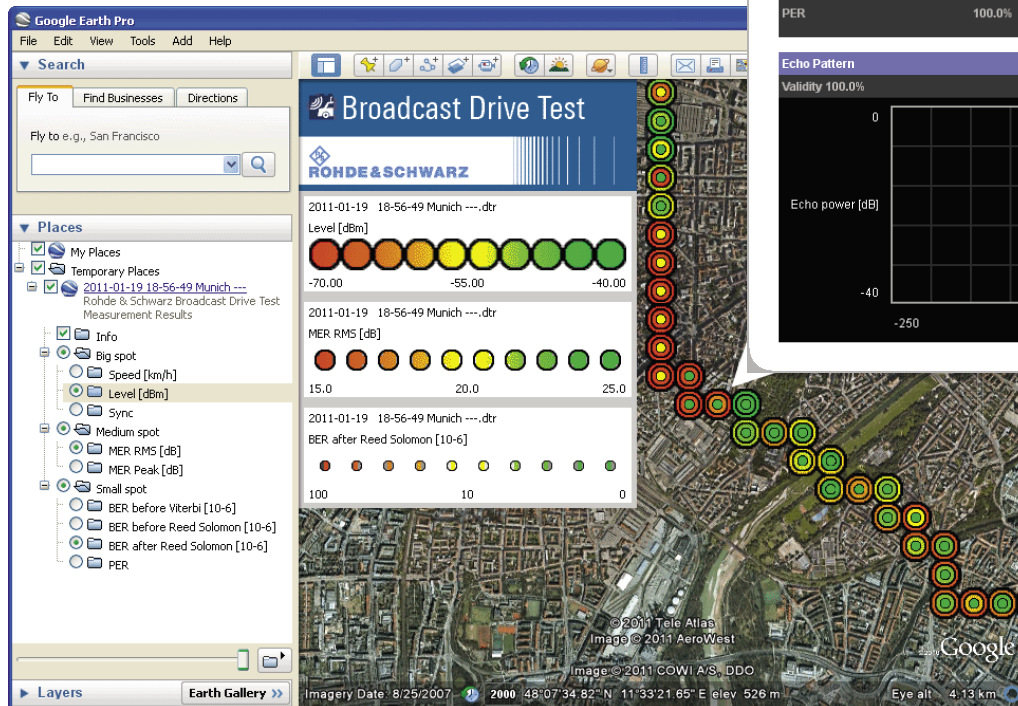 Google Earth Pro
File Edit View Tools Add Help
Search
Fly To Find Businesses Directions
Fly to e.g., San Francisco
Places
My Places
Temporary Places
2011-01-19 18-56-49 Munich ---
Rohde & Schwarz Broadcast Drive Test
Measurement Results
Info
Big spot
Speed [km/h]
Level [dBm]
Sync
Medium spot
MER RMS [dB]
MER Peak [dB]
Small spot
BER before Viterbi [10-6]
BER before Reed Solomon [10-6]
BER after Reed Solomon [10-6]
PER
Layers
Earth Gallery >>
Broadcast Drive Test
ROHDE & SCHWARZ
2011-01-19 18-56-49 Munich ---.dtr
Level [dBm]
-70.00 -55.00 -40.00
2011-01-19 18-56-49 Munich ---.dtr
MER RMS [dB]
15.0 20.0 25.0
2011-01-19 18-56-49 Munich ---.dtr
BER after Reed Solomon [10-6]
100 10 0
PER 100.0%
Echo Pattern
Validity 100.0%
0
Echo power [dB]
-40
-250
© 2011 Tele Atlas
Image © 2011 AeroWest
Image © 2011 COWI A/S, DDO
Google
Imagery Date: 8/25/2007 2000 48°07'34.82" N 11°33'21.65" E elev 526 m Eye alt 4.13 km